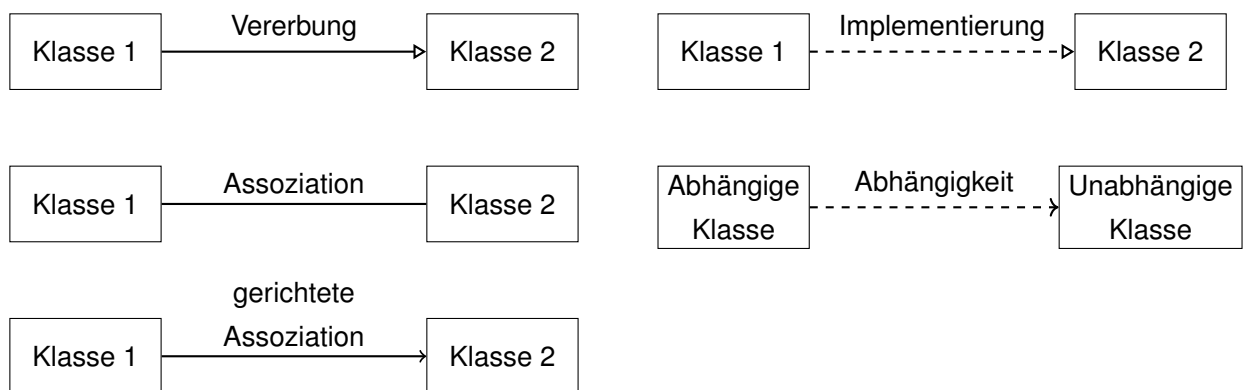 Klasse 1
Vererbung
Klasse 2
Klasse 1
Implementierung
Klasse 2
Klasse 1
Assoziation
Klasse 2
Abhängige
Klasse
Abhängigkeit
Unabhängige
Klasse
Klasse 1
gerichtete
Assoziation
Klasse 2